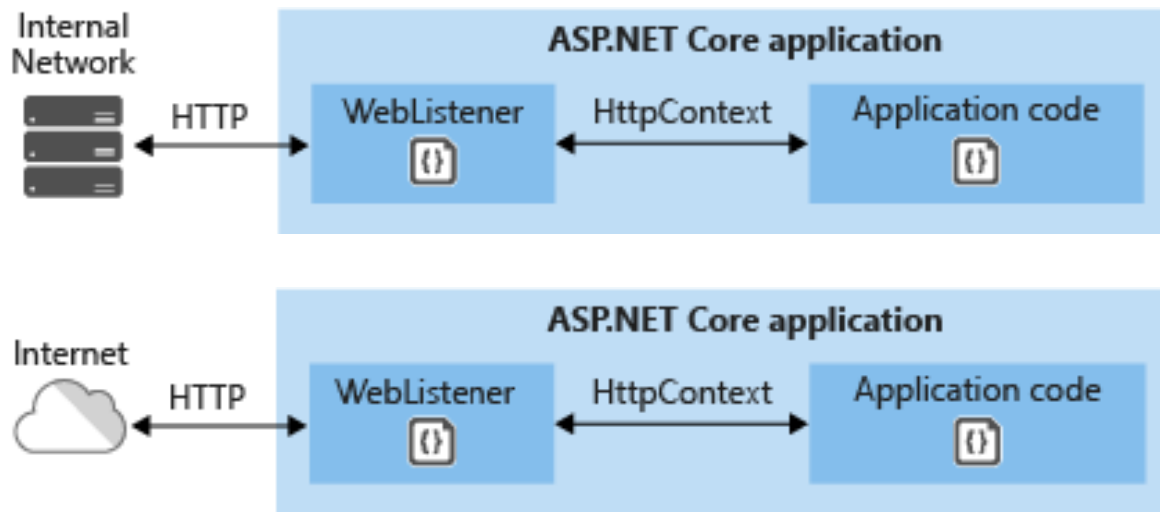 Internal
Network
ASP.NET Core application
HTTP
WebListener
{}
HttpContext
Application code
{}
ASP.NET Core application
Internet
HTTP
WebListener
{}
HttpContext
Application code
{}